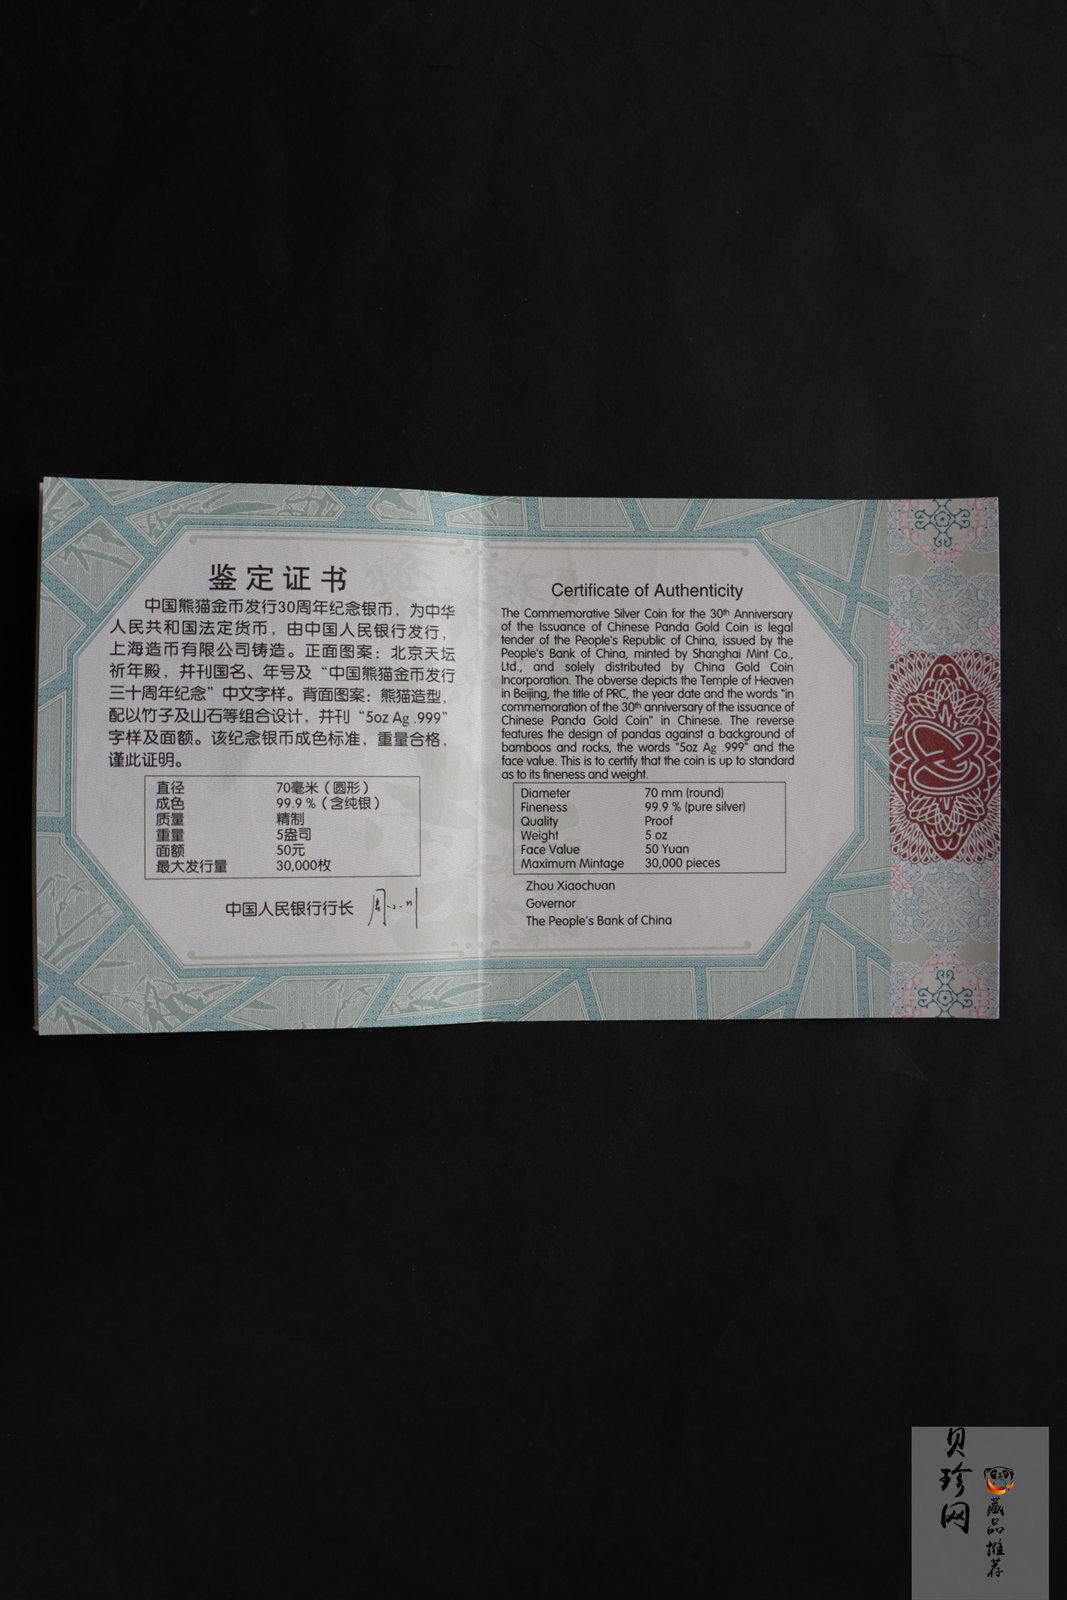 鉴定证书
中国熊猫金币发行30周年纪念银币，为中华
人民共和国法定货币，由中国人民银行发行，
上海造币有限公司铸造。正面图案：北京天坛
祈年殿，并刊国名、年号及“中国熊猫金币发行
三十周年纪念”中文字样。背面图案：熊猫造型，
配以竹子及山石等组合设计，并刊“5oz Ag .999”
字样及面额。该纪念银币成色标准，重量合格，
谨此证明。
直径 70毫米（圆形）
成色 99.9％（含纯银）
质量 精制
重量 5盎司
面额 50元
最大发行量 30,000枚
中国人民银行行长
Certificate of Authenticity
The Commemorative Silver Coin for the 30th Anniversary
of the Issuance of Chinese Panda Gold Coin is legal
tender of the People's Republic of China, issued by the
People's Bank of China, minted by Shanghai Mint Co.,
Ltd., and solely distributed by China Gold Coin
Incorporation. The obverse depicts the Temple of Heaven
in Beijing, the title of PRC, the year date and the words "in
commemoration of the 30th anniversary of the issuance of
Chinese Panda Gold Coin" in Chinese. The reverse
features the design of pandas against a background of
bamboos and rocks, the words "5oz Ag .999" and the
face value. This is to certify that the coin is up to standard
as to its fineness and weight.
Diameter 70 mm (round)
Fineness 99.9 % (pure silver)
Quality Proof
Weight 5 oz
Face Value 50 Yuan
Maximum Mintage 30,000 pieces
Zhou Xiaochuan
Governor
The People's Bank of China
贝珍网
藏品推荐